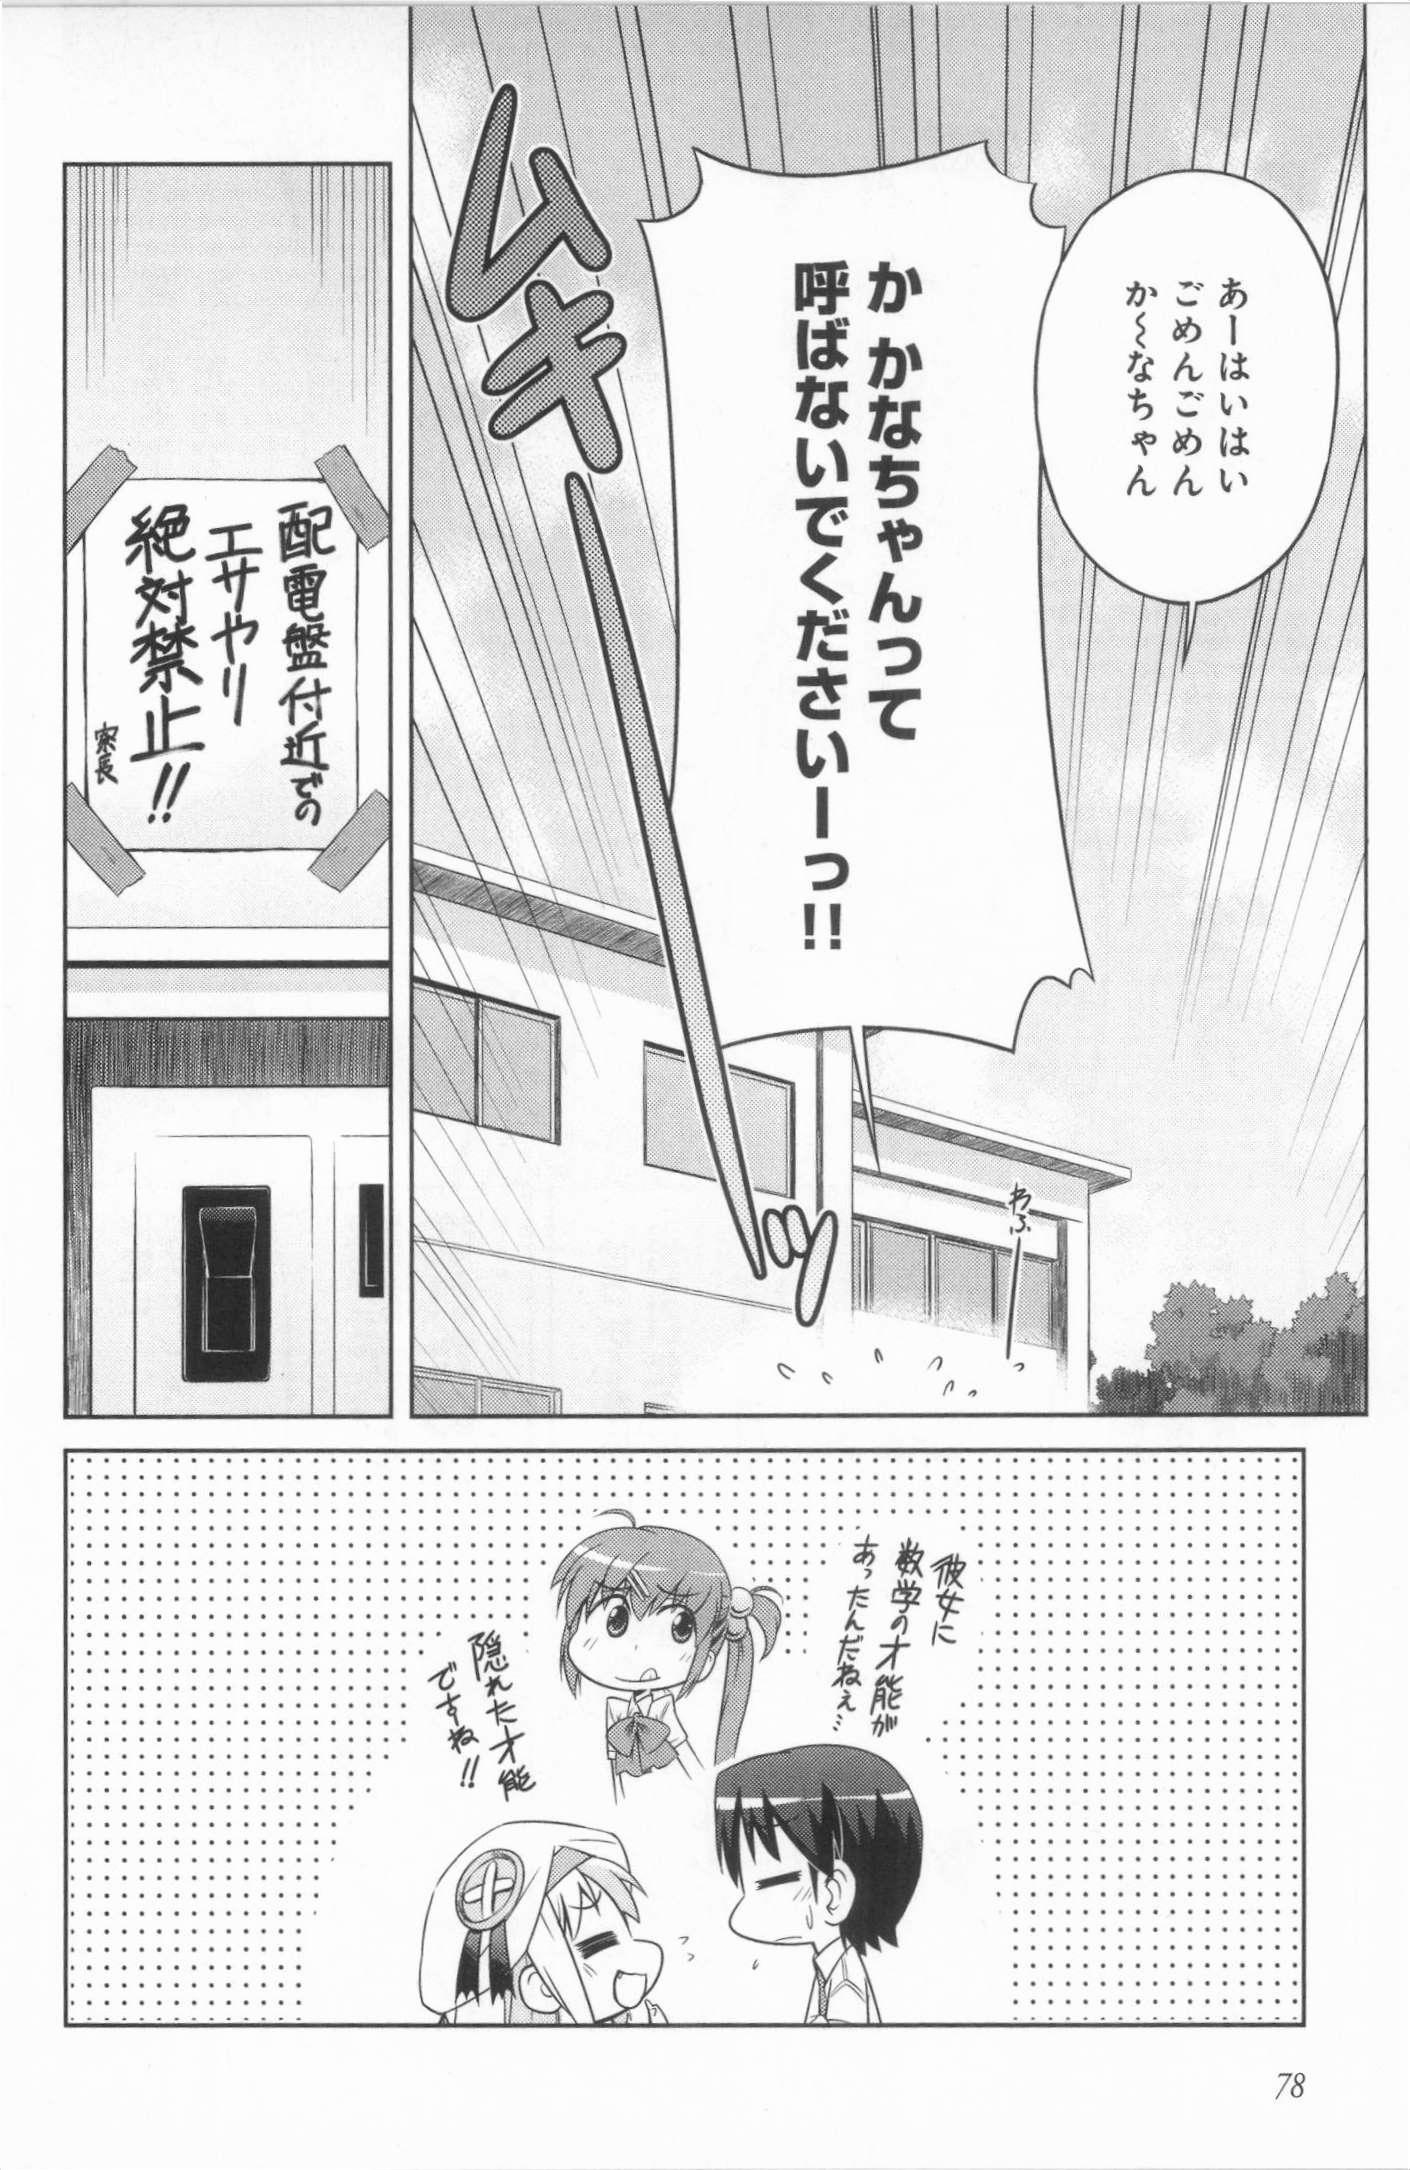 あーはいはい
ごめんごめん
か〜なちゃん
か かなちゃんって
呼ばないでくださいーっ!!
ムキーッ
わふ
配電盤付近での
エサやり
絶対禁止!!
寮長
彼女に
数学の才能が
あったんだねぇ…
隠れた才能
ですね!!
78